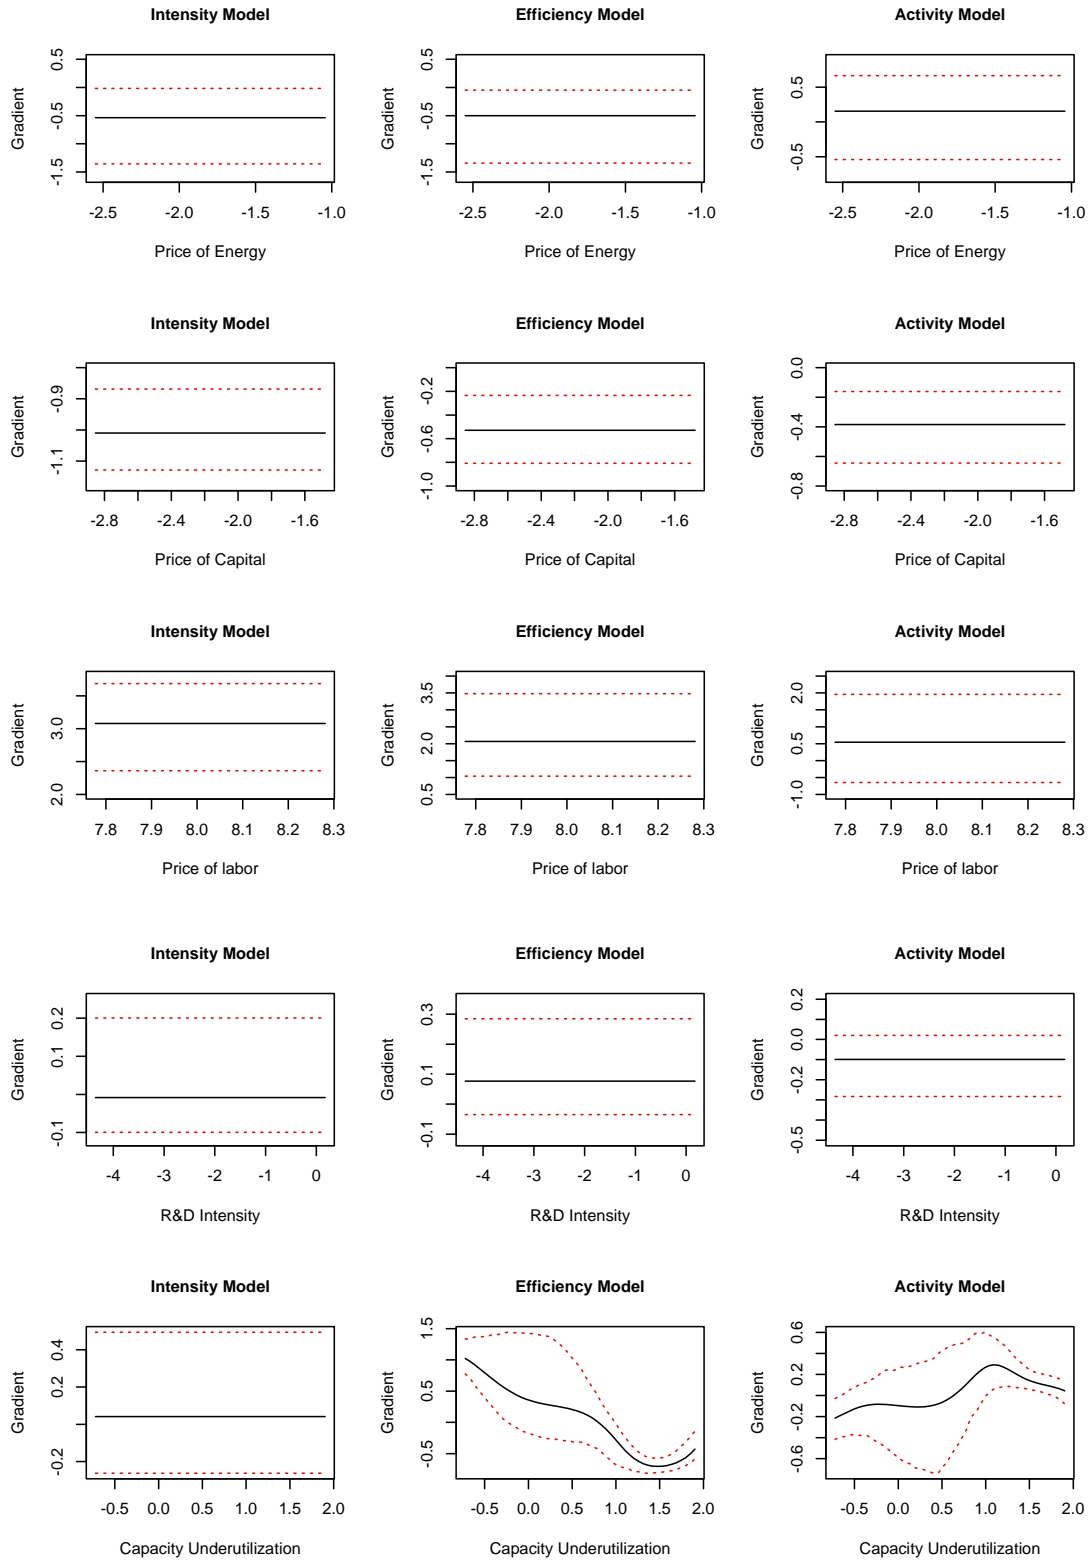 Intensity Model Efficiency Model Activity Model
Gradient 0.5 -0.5 -1.5 Gradient 0.5 -0.5 -1.5 Gradient 0.5 -0.5
-2.5 -2.0 -1.5 -1.0 -2.5 -2.0 -1.5 -1.0 -2.5 -2.0 -1.5 -1.0
Price of Energy Price of Energy Price of Energy
Intensity Model Efficiency Model Activity Model
Gradient -0.9 -1.1 Gradient -0.2 -0.6 -1.0 Gradient 0.0 -0.4 -0.8
-2.8 -2.4 -2.0 -1.6 -2.8 -2.4 -2.0 -1.6 -2.8 -2.4 -2.0 -1.6
Price of Capital Price of Capital Price of Capital
Intensity Model Efficiency Model Activity Model
Gradient 3.0 2.0 Gradient 3.5 2.0 0.5 Gradient 2.0 0.5 -1.0
7.8 7.9 8.0 8.1 8.2 8.3 7.8 7.9 8.0 8.1 8.2 8.3 7.8 7.9 8.0 8.1 8.2 8.3
Price of labor Price of labor Price of labor
Intensity Model Efficiency Model Activity Model
Gradient 0.2 0.1 -0.1 Gradient 0.3 0.1 -0.1 Gradient 0.2 0.0 -0.2 -0.5
-4 -3 -2 -1 0 -4 -3 -2 -1 0 -4 -3 -2 -1 0
R&D Intensity R&D Intensity R&D Intensity
Intensity Model Efficiency Model Activity Model
Gradient 0.4 0.2 -0.2 Gradient 1.5 0.5 -0.5 Gradient 0.6 0.2 -0.2 -0.6
-0.5 0.0 0.5 1.0 1.5 2.0 -0.5 0.0 0.5 1.0 1.5 2.0 -0.5 0.0 0.5 1.0 1.5 2.0
Capacity Underutilization Capacity Underutilization Capacity Underutilization